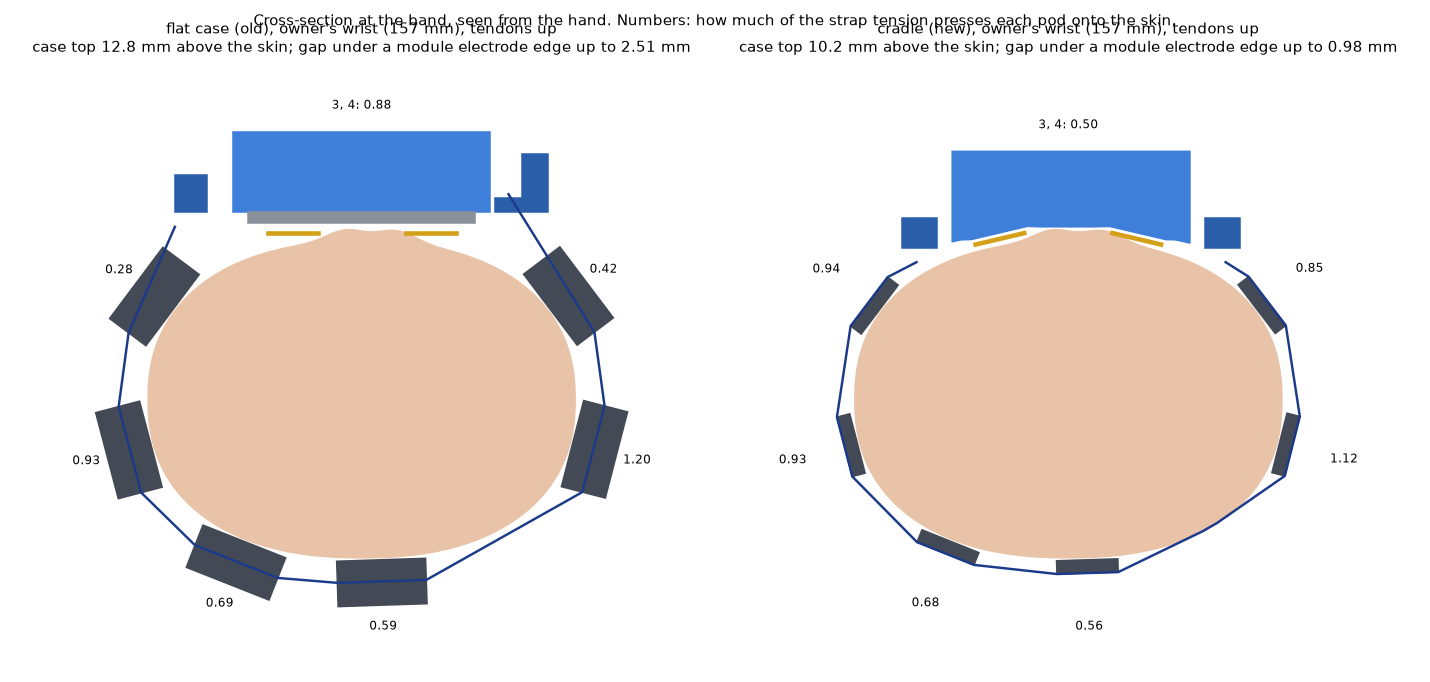 Cross-section at the band, seen from the hand. Numbers: how much of the strap tension presses each pod onto the skin.
flat case (old), owner's wrist (157 mm), tendons up
case top 12.8 mm above the skin; gap under a module electrode edge up to 2.51 mm
3, 4: 0.88
0.28
0.42
0.93
1.20
0.69
0.59
cradle (new), owner's wrist (157 mm), tendons up
case top 10.2 mm above the skin; gap under a module electrode edge up to 0.98 mm
3, 4: 0.50
0.94
0.85
0.93
1.12
0.68
0.56